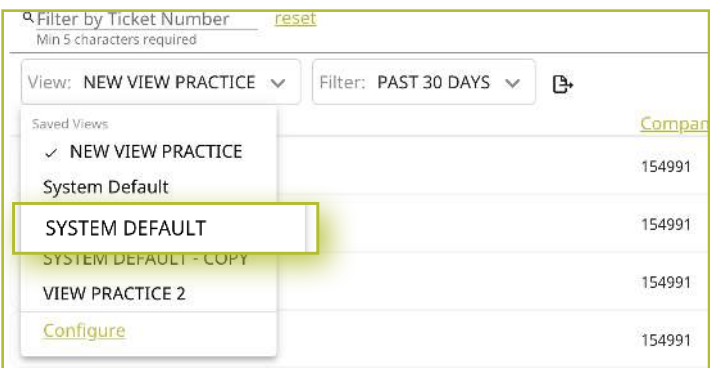 Filter by Ticket Number reset
Min 5 characters required
View: NEW VIEW PRACTICE Filter: PAST 30 DAYS
Saved Views
Compan
✓ NEW VIEW PRACTICE
154991
System Default
SYSTEM DEFAULT
154991
SYSTEM DEFAULT - COPY
154991
VIEW PRACTICE 2
Configure
154991